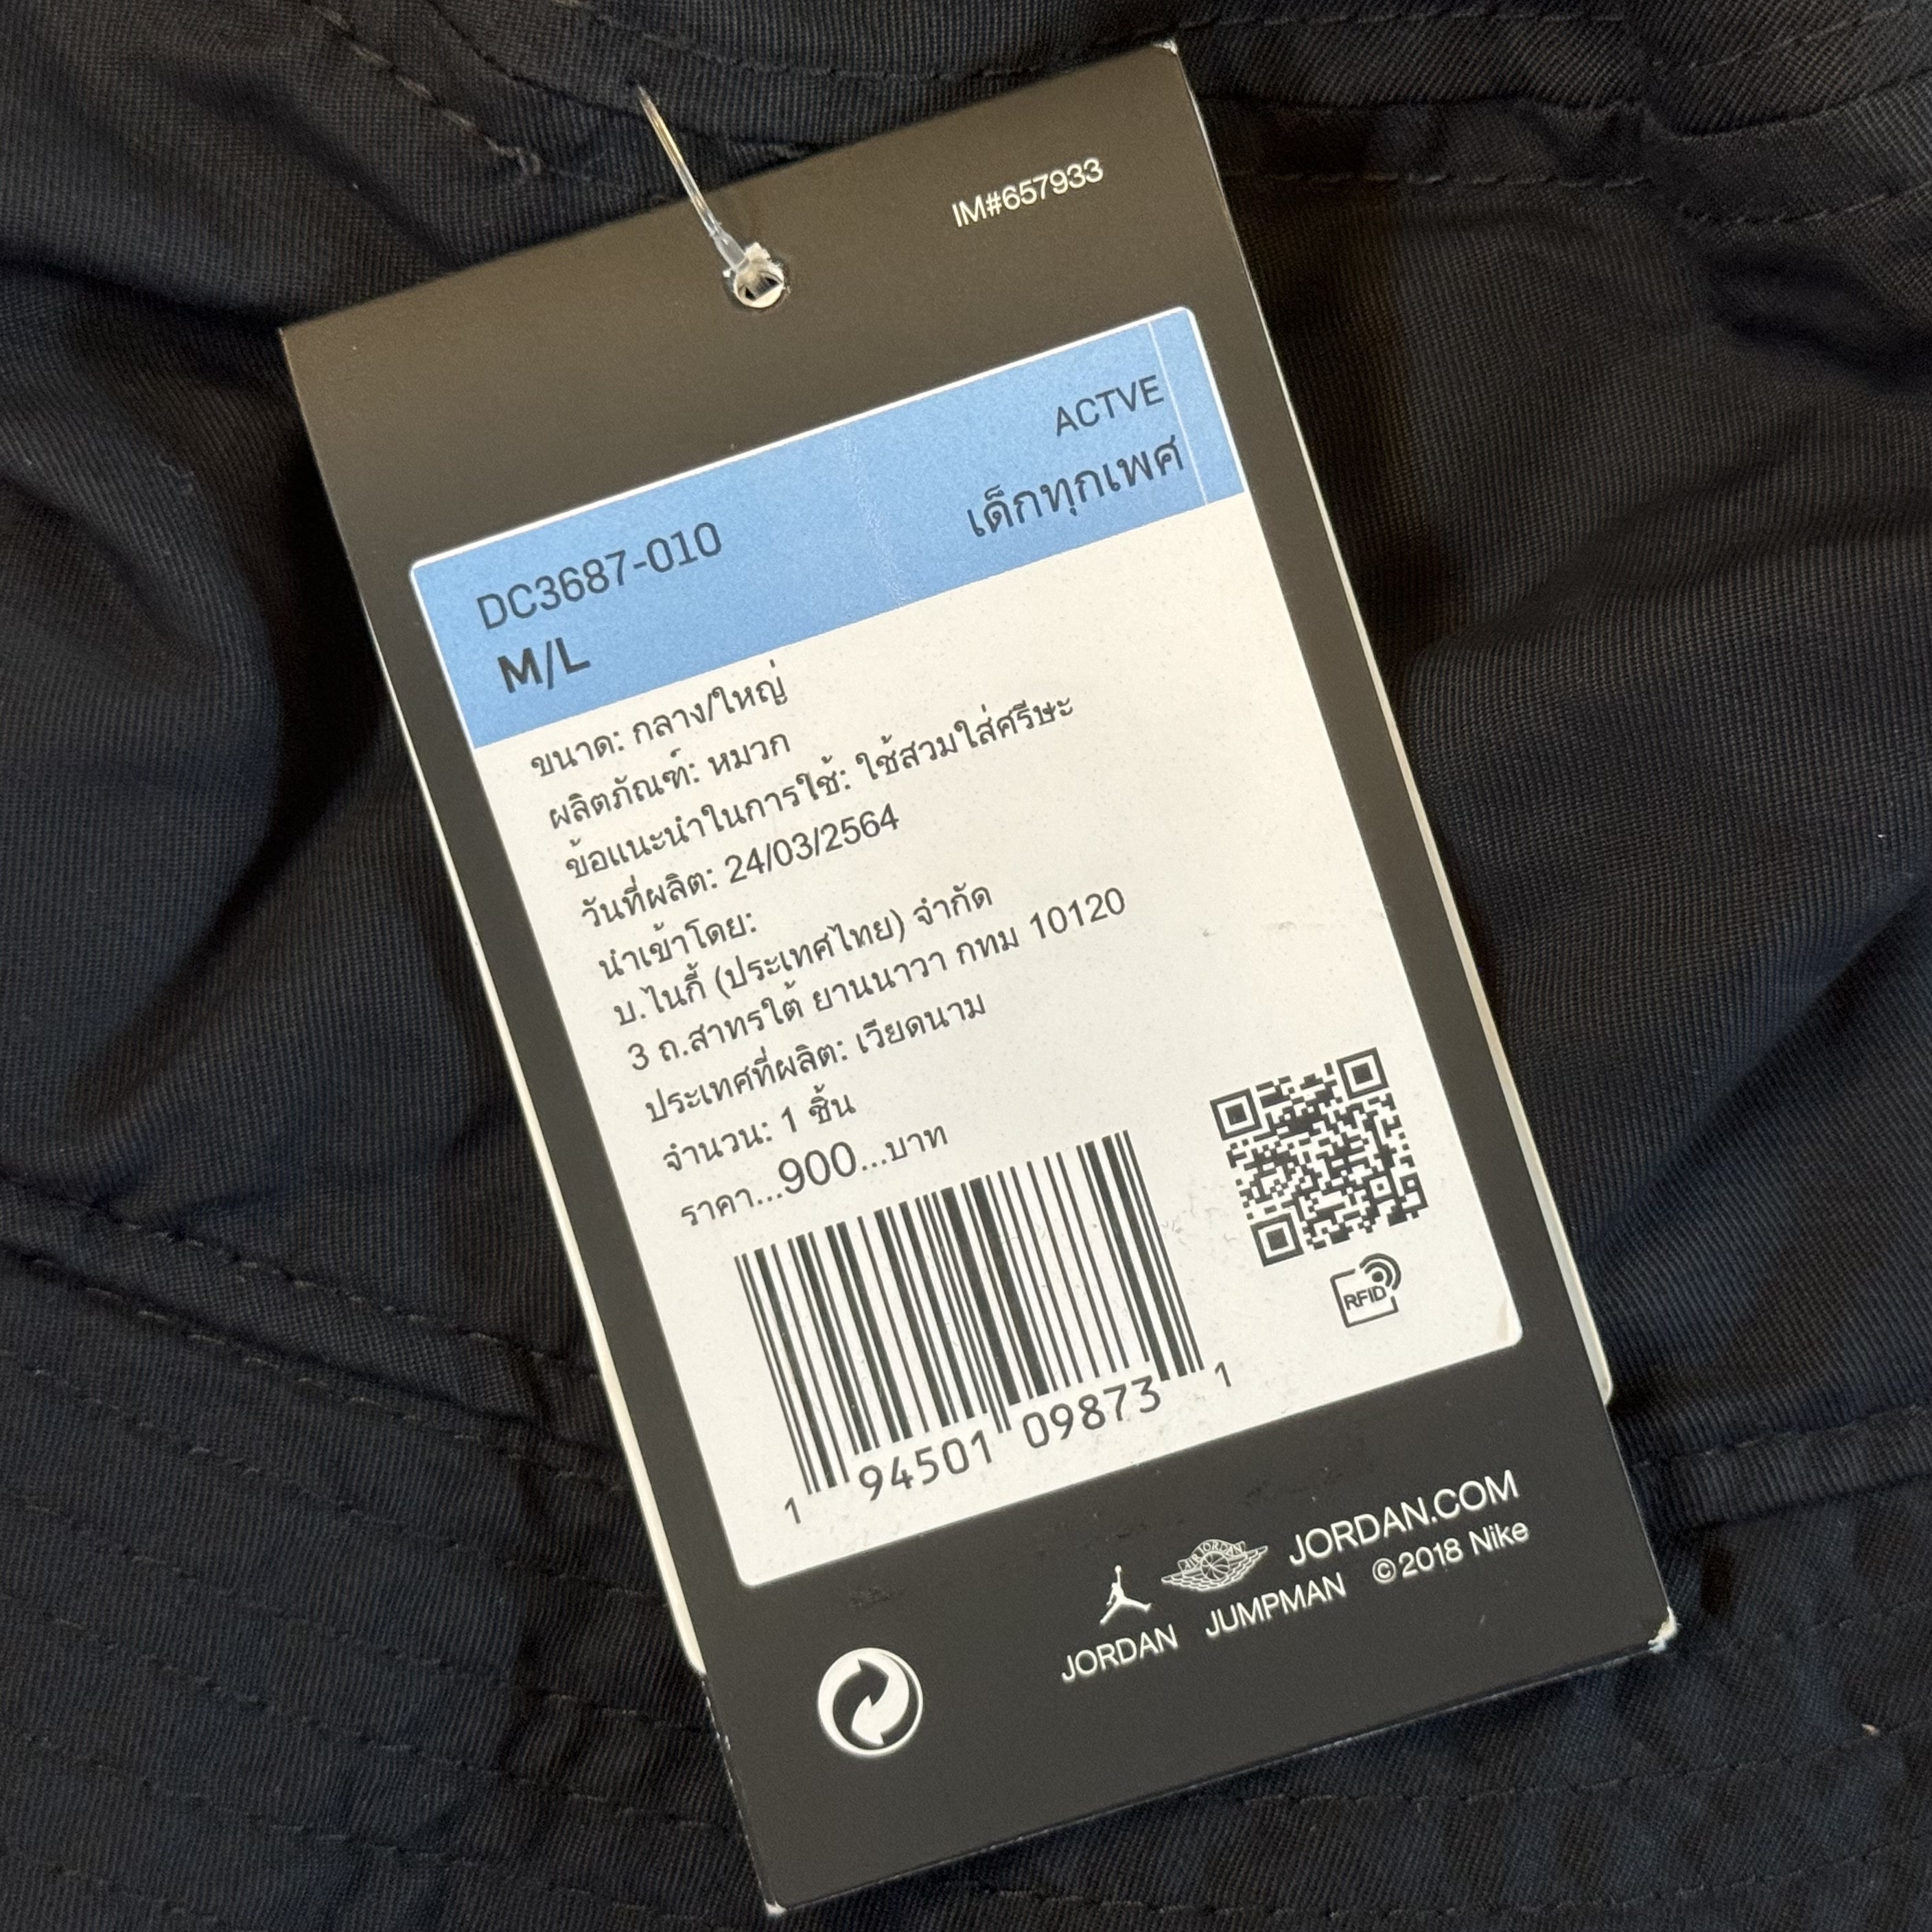 IM#657933
ACTVE
DC3687-010 เด็กทุกเพศ
M/L
ขนาด: กลาง/ใหญ่
ผลิตภัณฑ์: หมวก
ข้อแนะนำในการใช้: ใช้สวมใส่ศรีษะ
วันที่ผลิต: 24/03/2564
นำเข้าโดย:
บ.ไนกี้ (ประเทศไทย) จำกัด
3 ถ.สาทรใต้ ยานนาวา กทม 10120
ประเทศที่ผลิต: เวียดนาม
จำนวน: 1 ชิ้น
ราคา...900...บาท
RFID
1 94501 09873 1
AIR JORDAN JORDAN.COM
JORDAN JUMPMAN ©2018 Nike